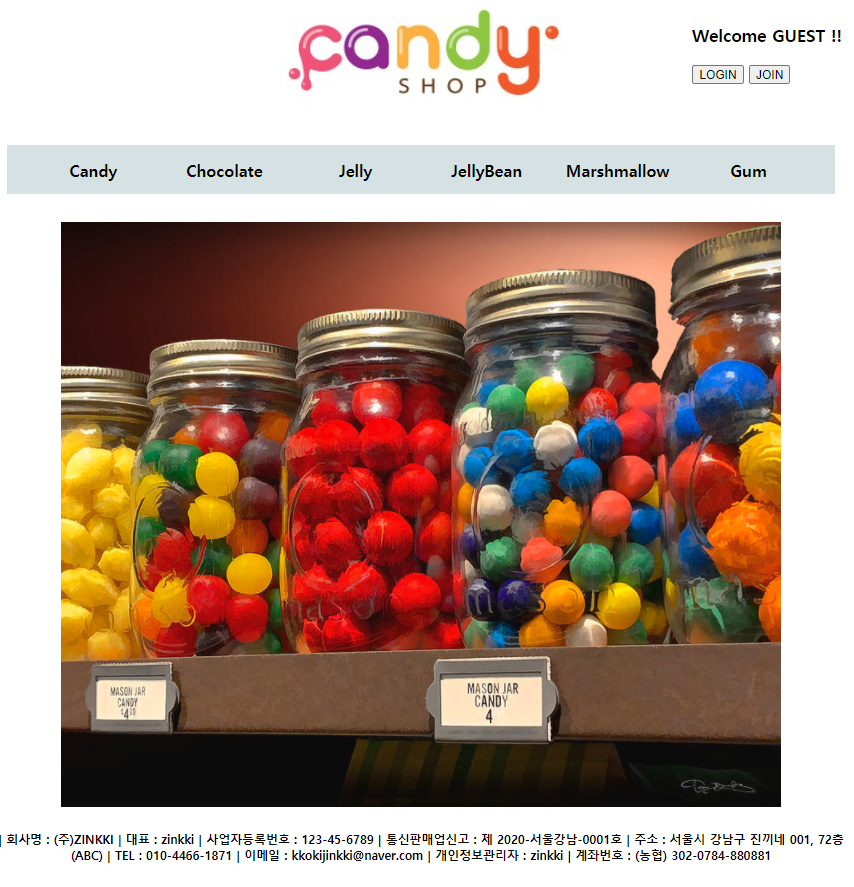 candy
SHOP
Welcome GUEST !!
LOGIN JOIN
Candy Chocolate Jelly JellyBean Marshmallow Gum
mason
MASON JAR
CANDY
4
MASON JAR
CANDY
4
| 회사명 : (주)ZINKKI | 대표 : zinkki | 사업자등록번호 : 123-45-6789 | 통신판매업신고 : 제 2020-서울강남-0001호 | 주소 : 서울시 강남구 진끼네 001, 72층
(ABC) | TEL : 010-4466-1871 | 이메일 : kkokijinkki@naver.com | 개인정보관리자 : zinkki | 계좌번호 : (농협) 302-0784-880881